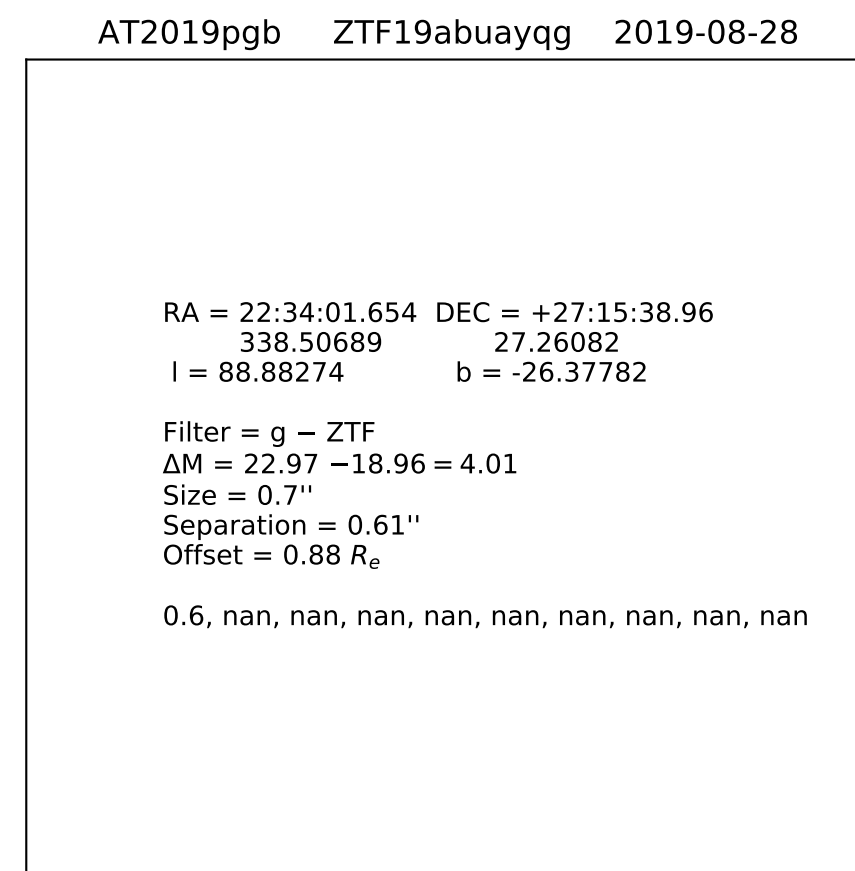 AT2019pgb ZTF19abuayqg 2019-08-28
RA = 22:34:01.654 DEC = +27:15:38.96
338.50689 27.26082
l = 88.88274 b = -26.37782
Filter = g − ZTF
ΔM = 22.97 −18.96 = 4.01
Size = 0.7''
Separation = 0.61''
Offset = 0.88 Re
0.6, nan, nan, nan, nan, nan, nan, nan, nan, nan